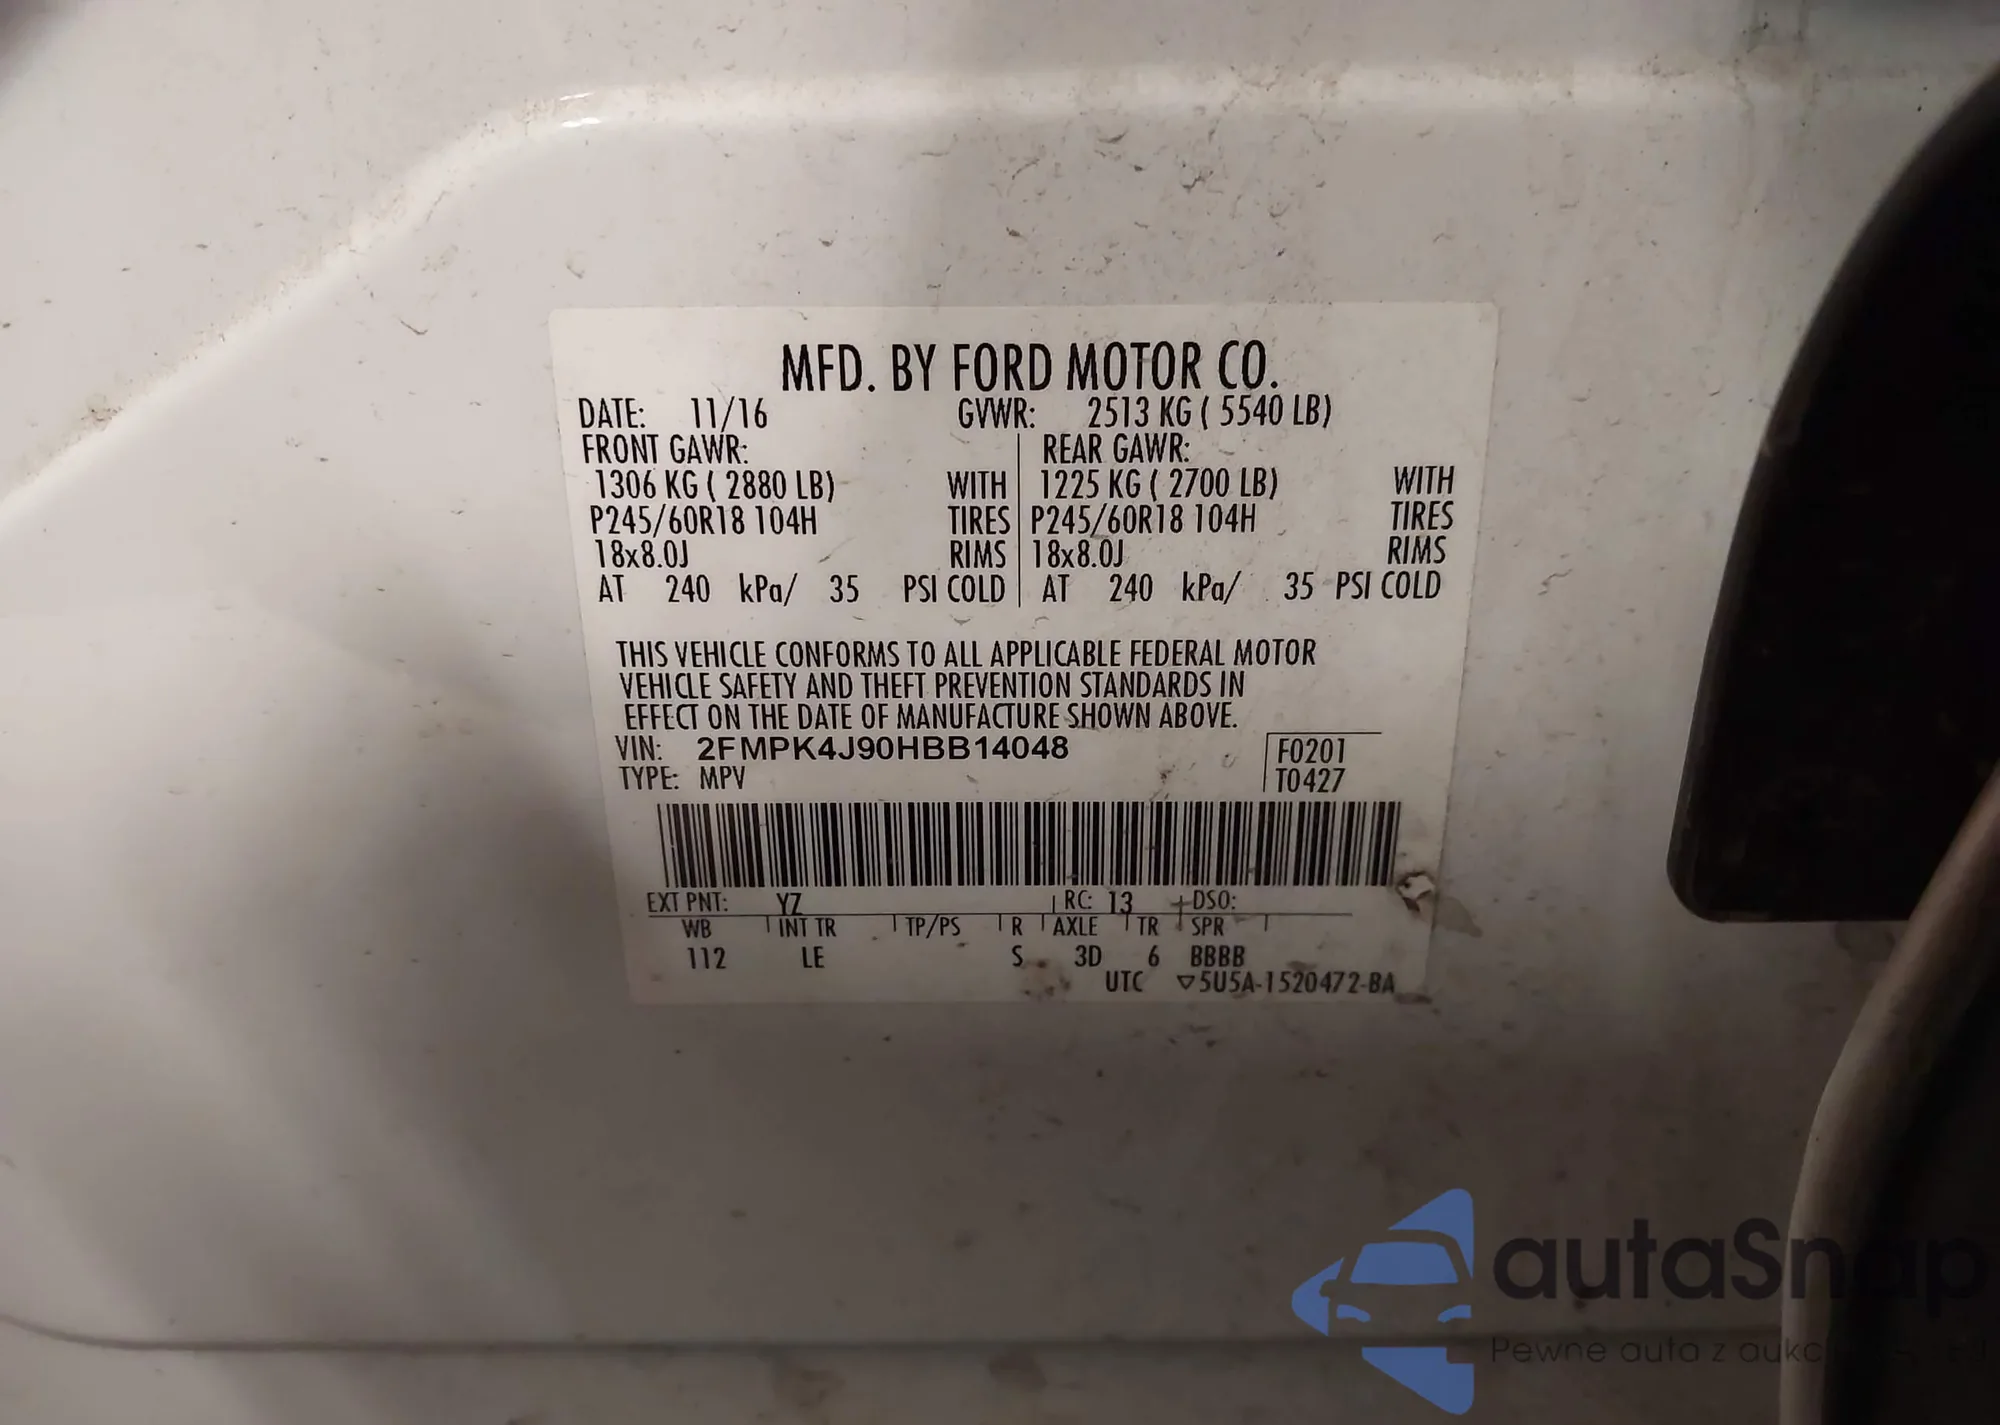 MFD. BY FORD MOTOR CO.
DATE: 11/16 GVWR: 2513 KG ( 5540 LB)
FRONT GAWR: REAR GAWR:
1306 KG ( 2880 LB) WITH 1225 KG ( 2700 LB) WITH
P245/60R18 104H TIRES P245/60R18 104H TIRES
18x8.0J RIMS 18x8.0J RIMS
AT 240 kPa/ 35 PSI COLD AT 240 kPa/ 35 PSI COLD
THIS VEHICLE CONFORMS TO ALL APPLICABLE FEDERAL MOTOR
VEHICLE SAFETY AND THEFT PREVENTION STANDARDS IN
EFFECT ON THE DATE OF MANUFACTURE SHOWN ABOVE.
VIN: 2FMPK4J90HBB14048 F0201
TYPE: MPV T0427
EXT PNT: YZ RC: 13 DSO:
WB INT TR TP/PS R AXLE TR SPR
112 LE S 3D 6 BBBB
UTC ▽5U5A-1520472-BA
autaSnap
Pewne auta z